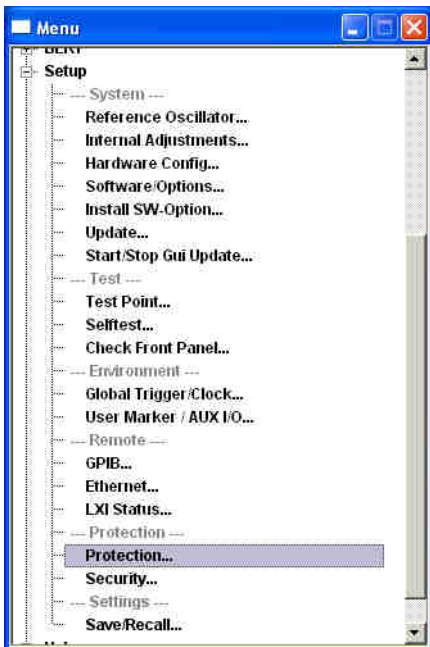 Menu
BERT
Setup
--- System ---
Reference Oscillator...
Internal Adjustments...
Hardware Config...
Software/Options...
Install SW-Option...
Update...
Start/Stop Gui Update...
--- Test ---
Test Point...
Selftest...
Check Front Panel...
--- Environment ---
Global Trigger/Clock...
User Marker / AUX I/O...
--- Remote ---
GPIB...
Ethernet...
LXI Status...
--- Protection ---
Protection...
Security...
--- Settings ---
Save/Recall...